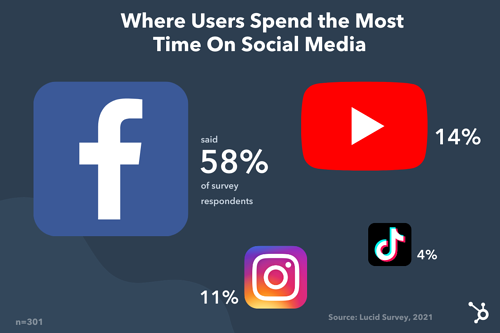 Where Users Spend the Most
Time On Social Media
said
58%
of survey
respondents
14%
4%
11%
n=301
Source: Lucid Survey, 2021